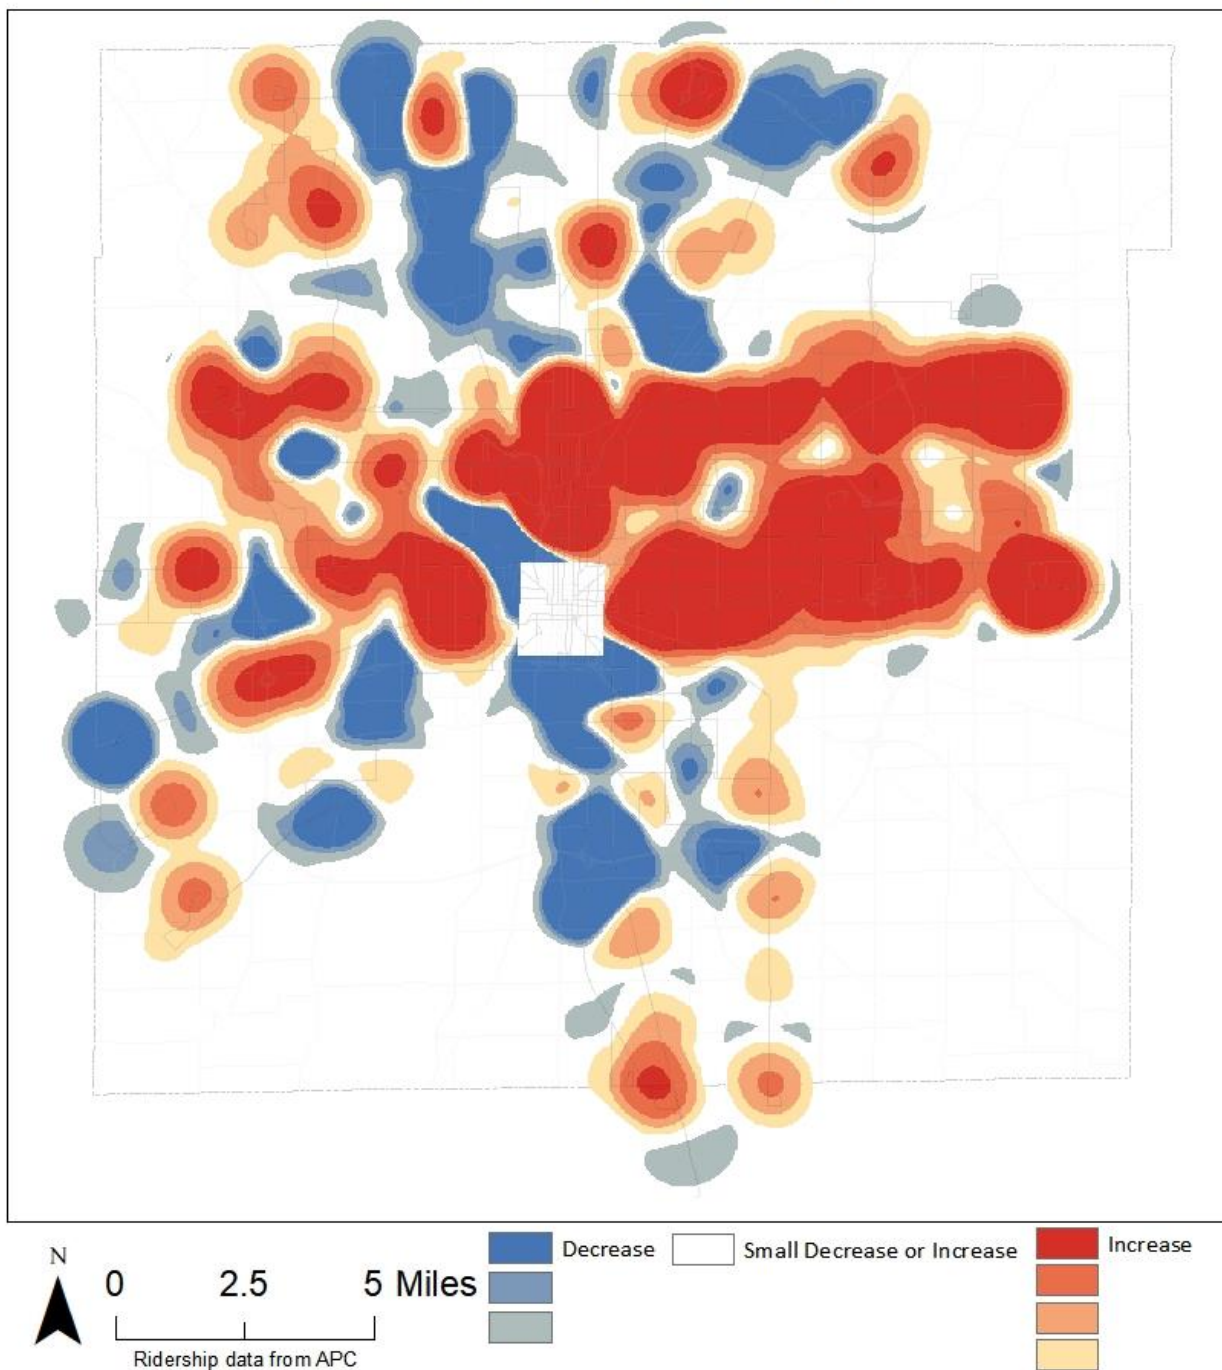 Decrease
Small Decrease or Increase
Increase
N
0 2.5 5 Miles
Ridership data from APC